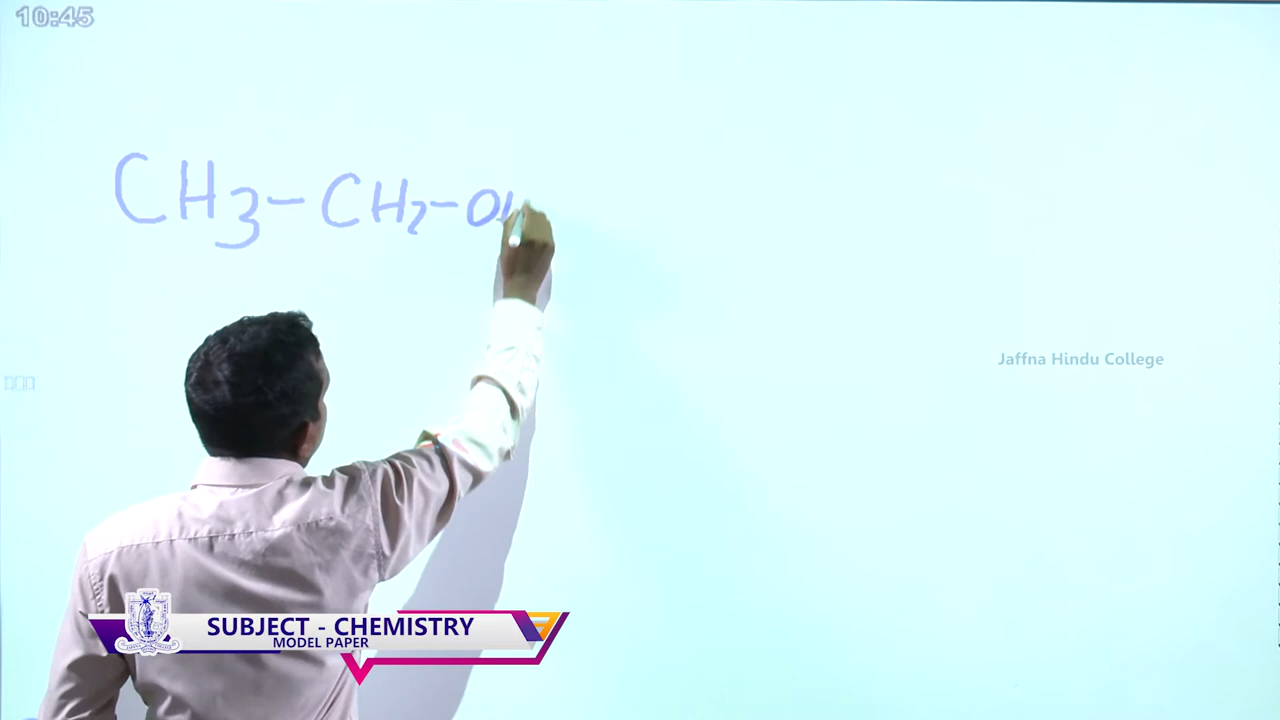 10:45
CH3-CH2-OH
Jaffna Hindu College
SUBJECT - CHEMISTRY
MODEL PAPER